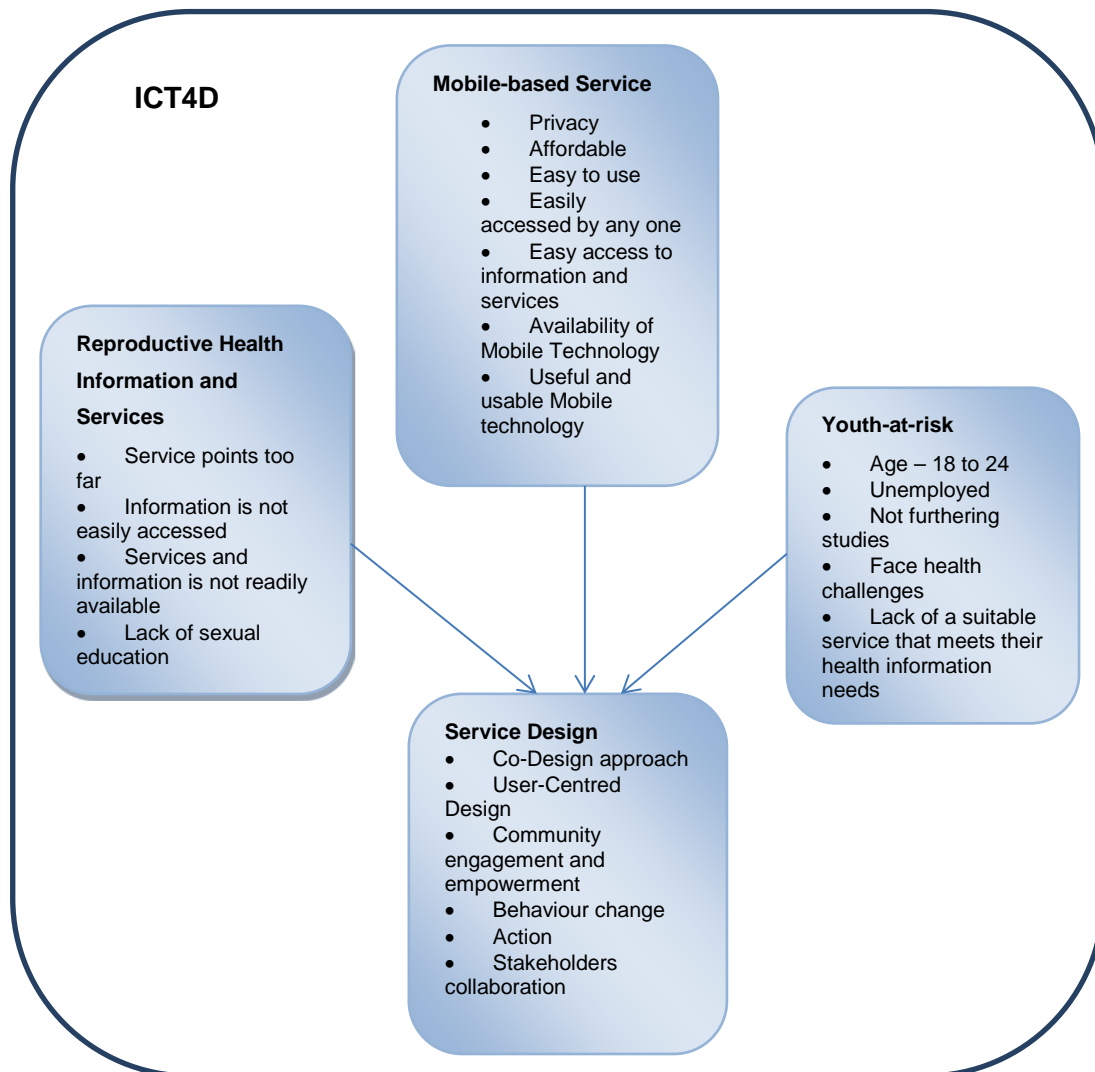 ICT4D
Mobile-based Service
• Privacy
• Affordable
• Easy to use
• Easily
accessed by any one
• Easy access to
information and
services
• Availability of
Mobile Technology
• Useful and
usable Mobile
technology
Reproductive Health
Information and
Services
• Service points too
far
• Information is not
easily accessed
• Services and
information is not readily
available
• Lack of sexual
education
Youth-at-risk
• Age – 18 to 24
• Unemployed
• Not furthering
studies
• Face health
challenges
• Lack of a suitable
service that meets their
health information
needs
Service Design
• Co-Design approach
• User-Centred
Design
• Community
engagement and
empowerment
• Behaviour change
• Action
• Stakeholders
collaboration